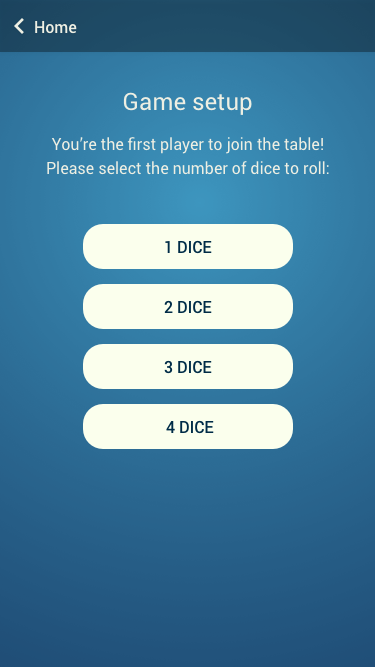 Home
Game setup
You’re the first player to join the table!
Please select the number of dice to roll:
1 DICE
2 DICE
3 DICE
4 DICE